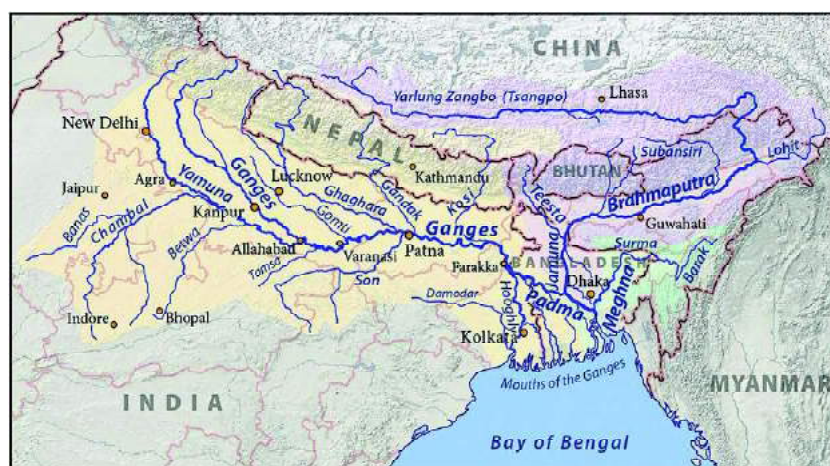 CHINA
Yarlung Zangbo (Tsangpo)
Lhasa
New Delhi
NEPAL
Kathmandu
BHUTAN
Subansiri
Lohit
Brahmaputra
Guwahati
Jaipur
Agra
Yamuna
Ganges
Lucknow
Ghaghara
Gandak
Kosi
Teesta
Banas
Chambal
Kanpur
Gomti
Betwa
Allahabad
Varanasi
Patna
Ganges
Tamsa
Son
Farakka
BANGLADESH
Jamuna
Surma
Barak
Dhaka
Meghna
Padma
Damodar
Hooghly
Indore
Bhopal
Kolkata
Mouths of the Ganges
INDIA
MYANMAR
Bay of Bengal